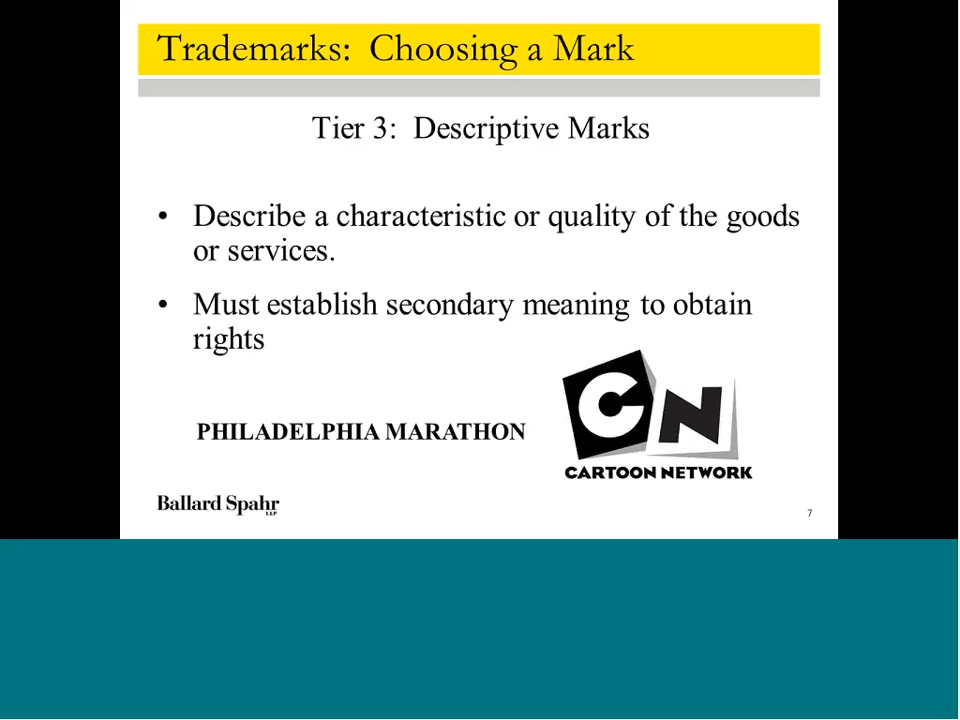 Trademarks: Choosing a Mark
Tier 3: Descriptive Marks
• Describe a characteristic or quality of the goods
or services.
• Must establish secondary meaning to obtain
rights
PHILADELPHIA MARATHON
CN
CARTOON NETWORK
Ballard Spahr
LLP
7